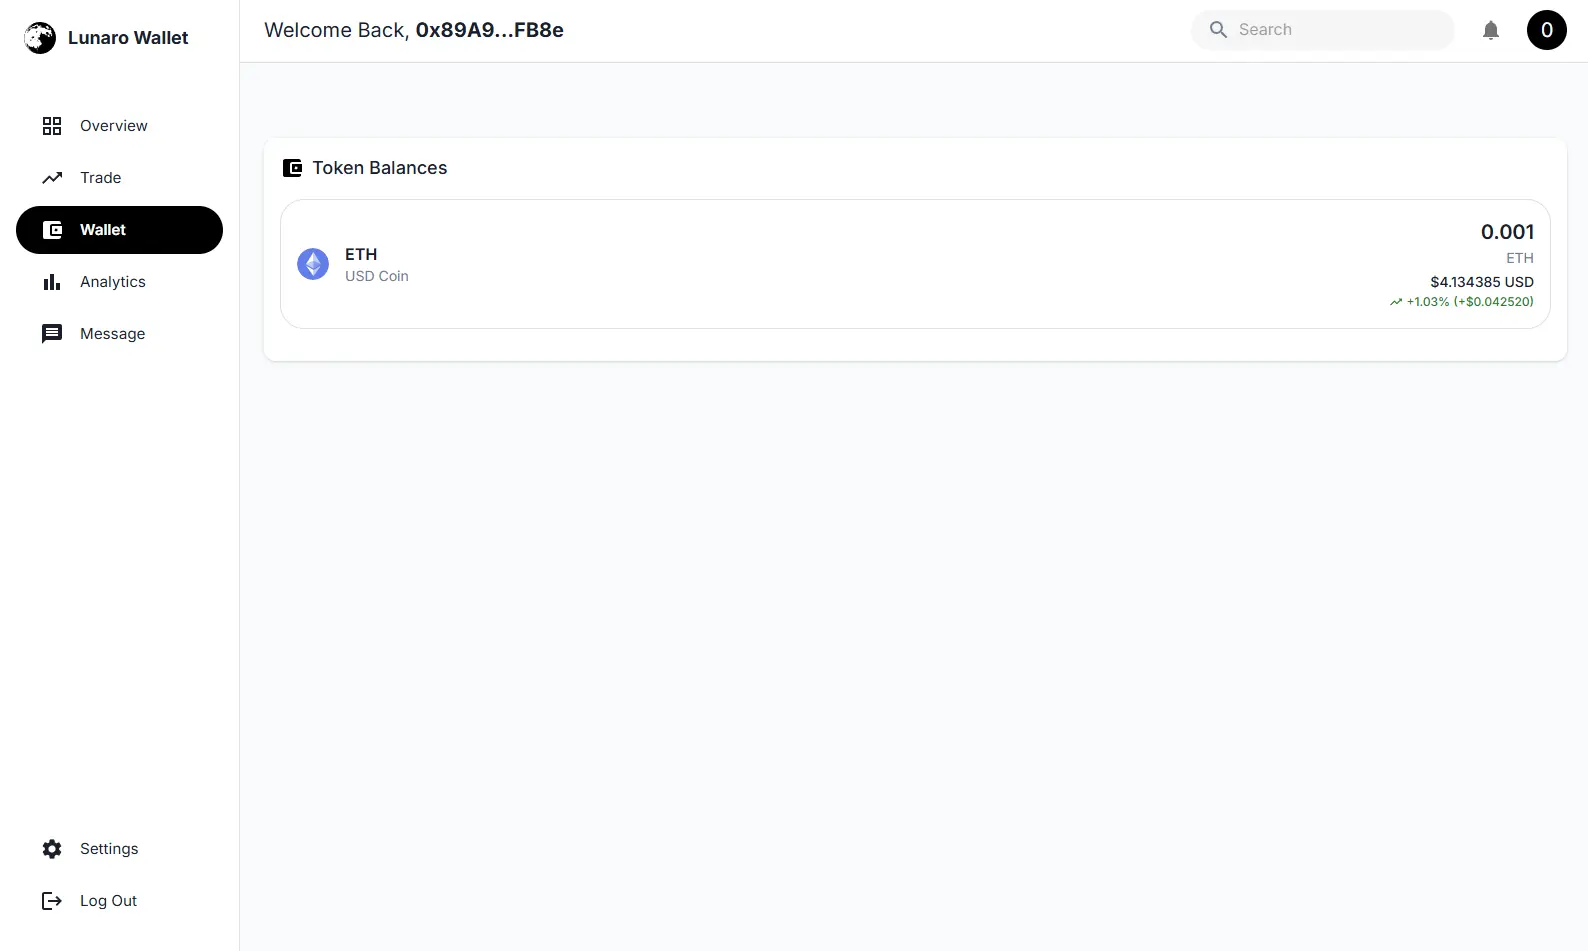 Lunaro Wallet
Welcome Back, 0x89A9...FB8e
Search
0
Overview
Trade
Wallet
Analytics
Message
Settings
Log Out
Token Balances
ETH
USD Coin
0.001
ETH
$4.134385 USD
+1.03% (+$0.042520)